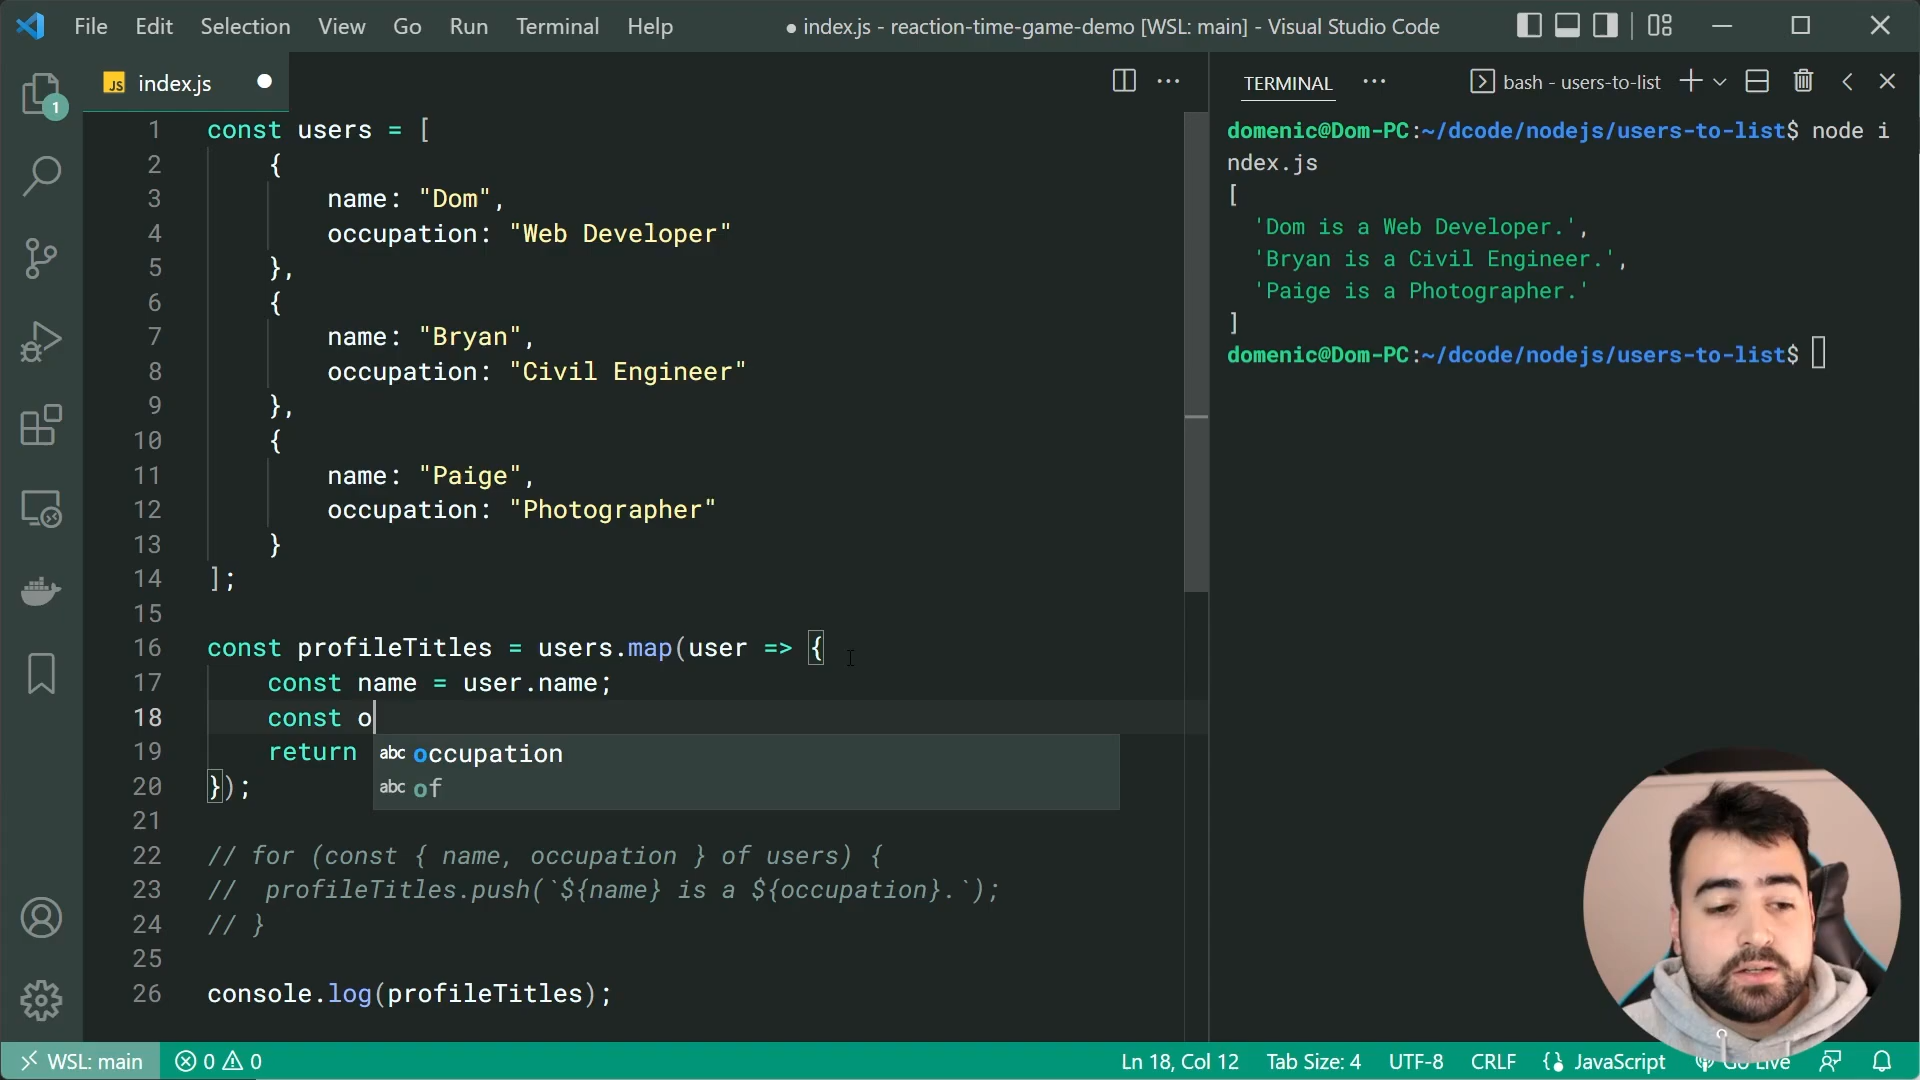 File Edit Selection View Go Run Terminal Help
● index.js - reaction-time-game-demo [WSL: main] - Visual Studio Code
JS index.js
TERMINAL
bash - users-to-list
1
1 const users = [
2 {
3 name: "Dom",
4 occupation: "Web Developer"
5 },
6 {
7 name: "Bryan",
8 occupation: "Civil Engineer"
9 },
10 {
11 name: "Paige",
12 occupation: "Photographer"
13 }
14 ];
15
16 const profileTitles = users.map(user => {
17 const name = user.name;
18 const o
19 return
abc occupation
abc of
20 });
21
22 // for (const { name, occupation } of users) {
23 //  profileTitles.push(`${name} is a ${occupation}.`);
24 // }
25
26 console.log(profileTitles);
domenic@Dom-PC:~/dcode/nodejs/users-to-list$ node i
ndex.js
[
'Dom is a Web Developer.',
'Bryan is a Civil Engineer.',
'Paige is a Photographer.'
]
domenic@Dom-PC:~/dcode/nodejs/users-to-list$
WSL: main 0 0 Ln 18, Col 12 Tab Size: 4 UTF-8 CRLF JavaScript Go Live